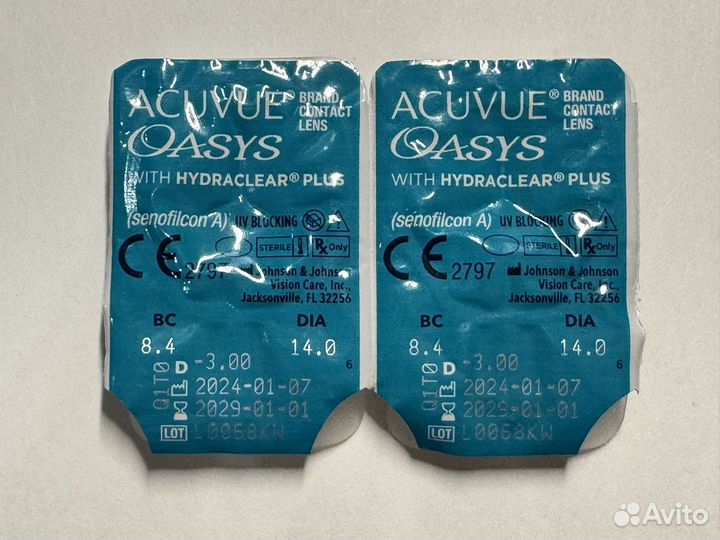 ACUVUE® BRAND CONTACT LENS
OASYS
WITH HYDRACLEAR® PLUS
(senofilcon A) UV BLOCKING
CE 2797 STERILE Rx Only
Johnson & Johnson
Vision Care, Inc.,
Jacksonville, FL 32256
BC DIA
8.4 14.0
Q1T0 D -3.00 6
2024-01-07
2029-01-01
LOT L0068KW
ACUVUE® BRAND CONTACT LENS
OASYS
WITH HYDRACLEAR® PLUS
(senofilcon A) UV BLOCKING
CE 2797 STERILE Rx Only
Johnson & Johnson
Vision Care, Inc.,
Jacksonville, FL 32256
BC DIA
8.4 14.0
Q1T0 D -3.00 6
2024-01-07
2029-01-01
LOT L0068KW
Avito